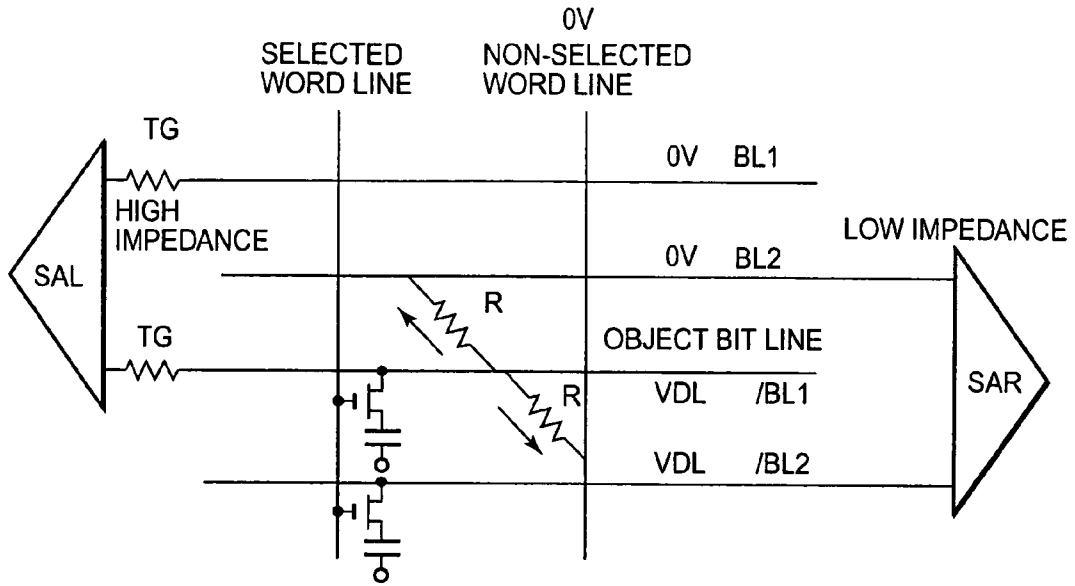 0V
SELECTED
WORD LINE
NON-SELECTED
WORD LINE
TG
0V BL1
HIGH
IMPEDANCE
LOW IMPEDANCE
0V BL2
SAL
R
TG
OBJECT BIT LINE
SAR
R
VDL /BL1
VDL /BL2